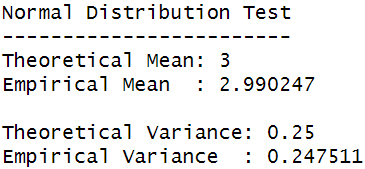 Normal Distribution Test
------------------------
Theoretical Mean: 3
Empirical Mean  : 2.990247

Theoretical Variance: 0.25
Empirical Variance  : 0.247511